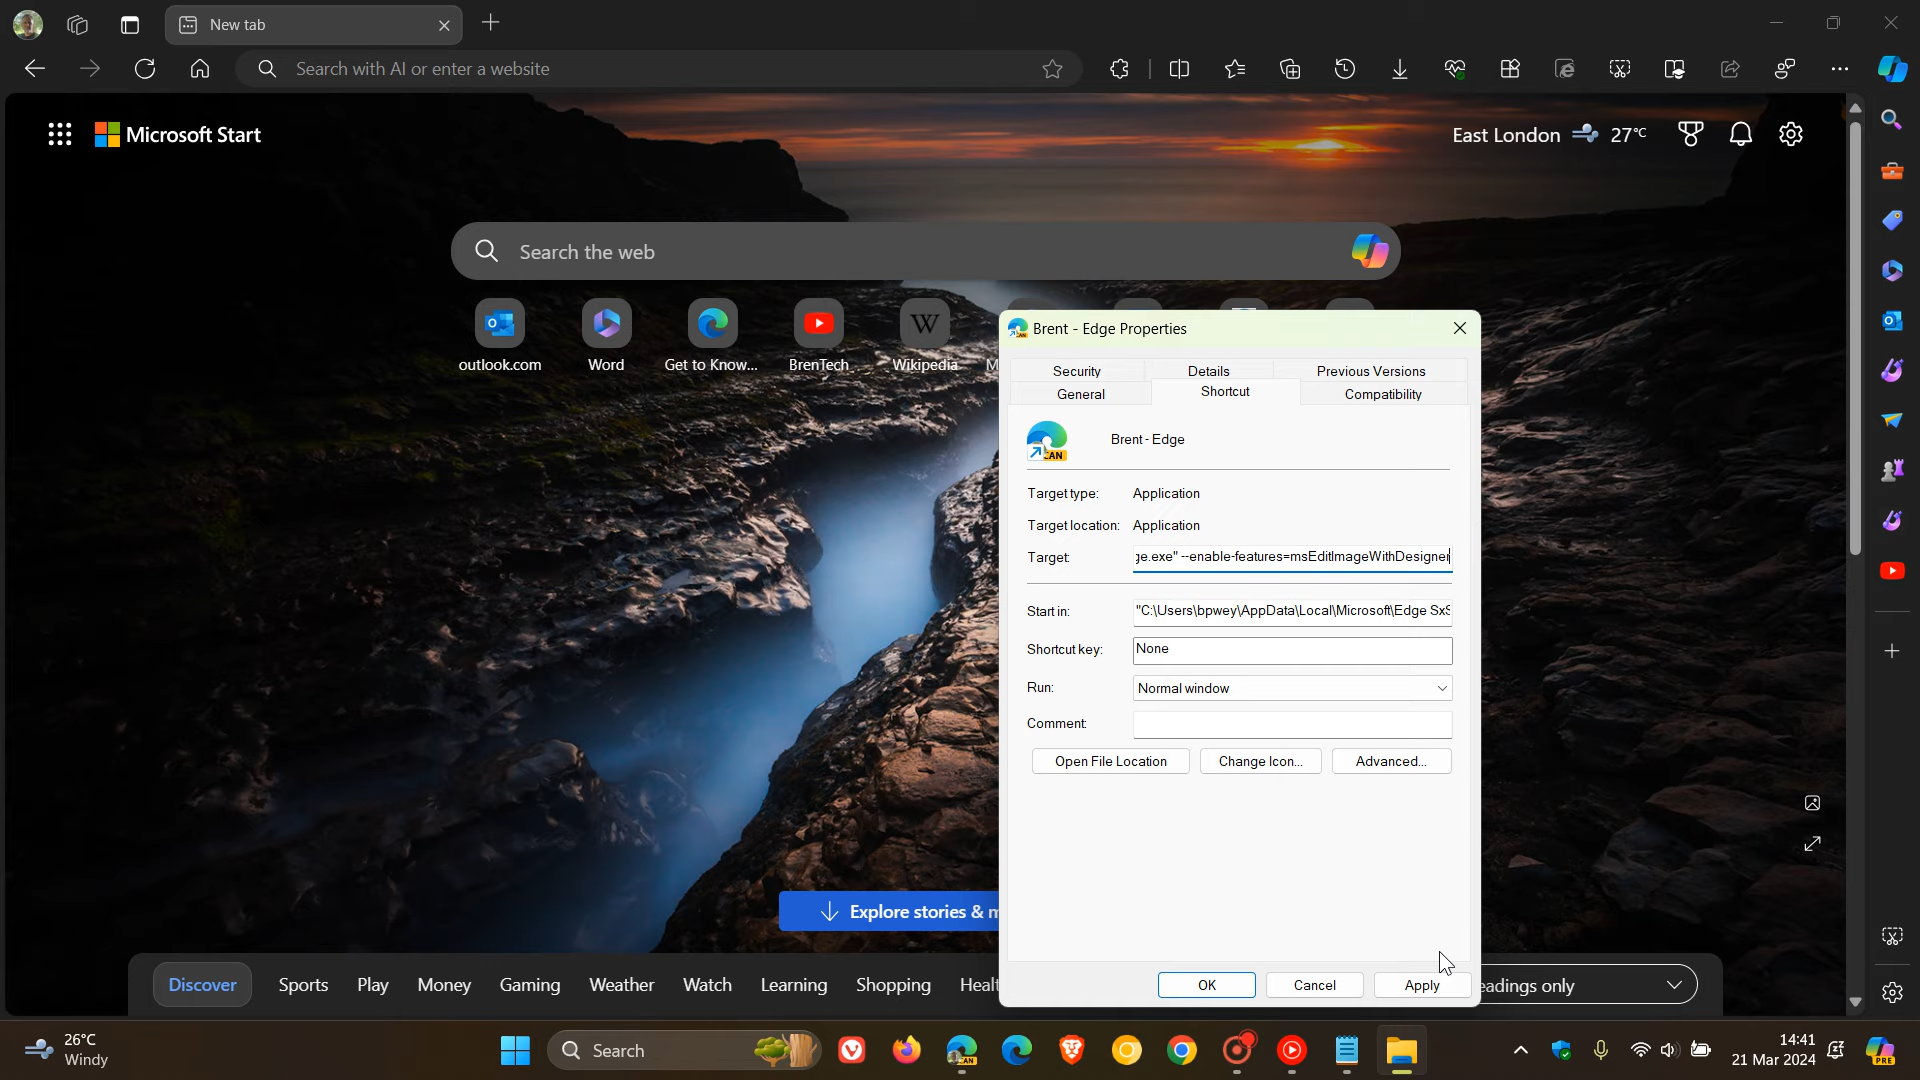 New tab
Search with AI or enter a website
Microsoft Start
East London 27°C
Search the web
outlook.com
Word
Get to Know...
BrenTech
Wikipedia
M
Brent - Edge Properties
Security
Details
Previous Versions
General
Shortcut
Compatibility
CAN
Brent - Edge
Target type: Application
Target location: Application
Target: ge.exe" --enable-features=msEditImageWithDesigner
Start in: "C:\Users\bpwey\AppData\Local\Microsoft\Edge SxS
Shortcut key: None
Run: Normal window
Comment:
Open File Location
Change Icon...
Advanced...
OK
Cancel
Apply
Explore stories & m
Discover
Sports
Play
Money
Gaming
Weather
Watch
Learning
Shopping
Healt
eadings only
26°C
Windy
Search
CAN
14:41
21 Mar 2024
PRE